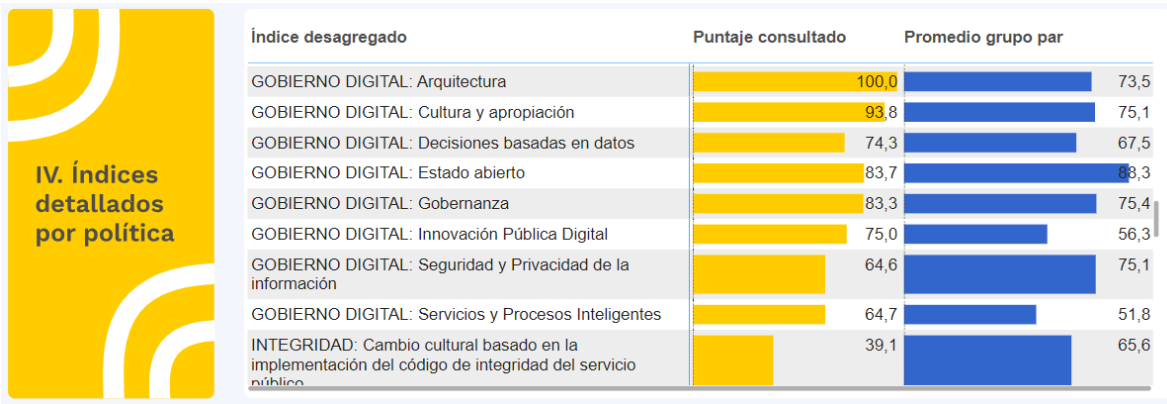 IV. Índices
detallados
por política
Índice desagregado Puntaje consultado Promedio grupo par
GOBIERNO DIGITAL: Arquitectura 100,0 73,5
GOBIERNO DIGITAL: Cultura y apropiación 93,8 75,1
GOBIERNO DIGITAL: Decisiones basadas en datos 74,3 67,5
GOBIERNO DIGITAL: Estado abierto 83,7 88,3
GOBIERNO DIGITAL: Gobernanza 83,3 75,4
GOBIERNO DIGITAL: Innovación Pública Digital 75,0 56,3
GOBIERNO DIGITAL: Seguridad y Privacidad de la 64,6 75,1
información
GOBIERNO DIGITAL: Servicios y Procesos Inteligentes 64,7 51,8
INTEGRIDAD: Cambio cultural basado en la 39,1 65,6
implementación del código de integridad del servicio
público